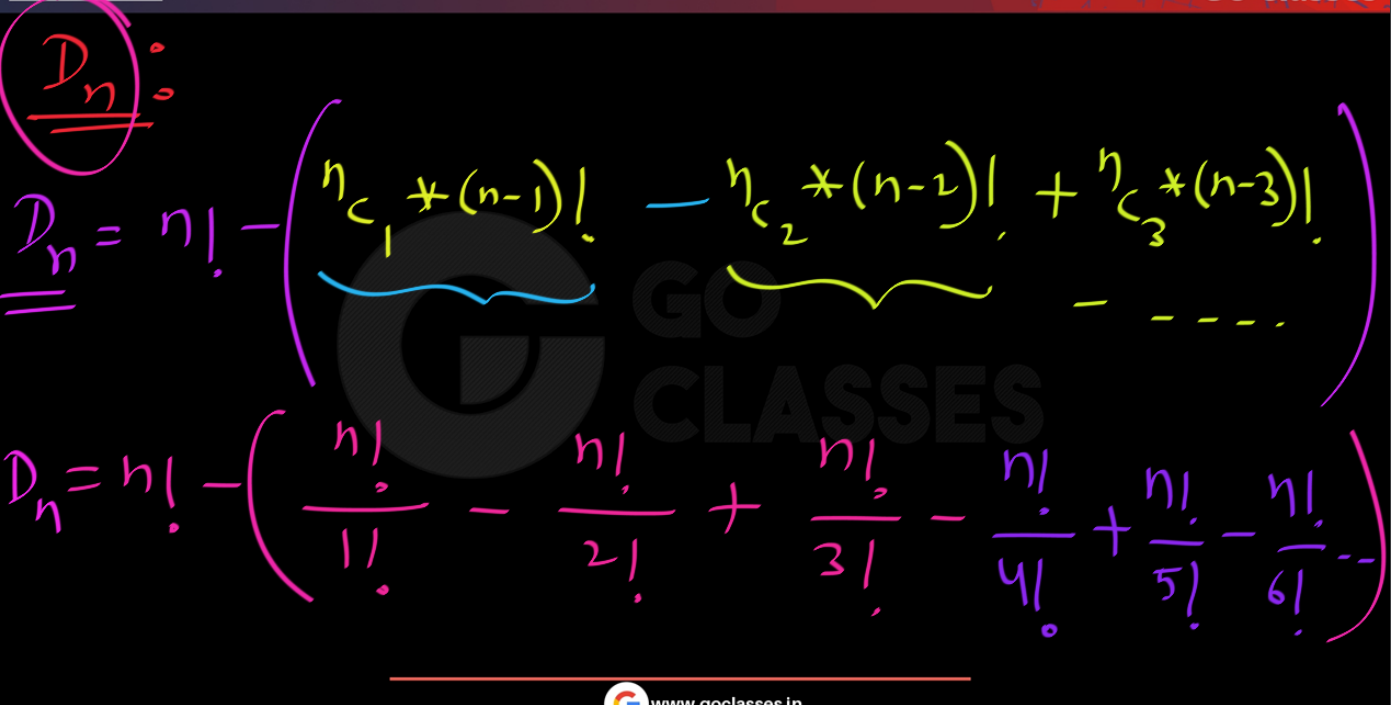 Dn :
Dn = n! - ( nC1 * (n-1)! - nC2 * (n-2)! + nC3 * (n-3)! - - - - - )
GO
CLASSES
Dn = n! - ( n!/1! - n!/2! + n!/3! - n!/4! + n!/5! - n!/6! - - )
www.goclasses.in